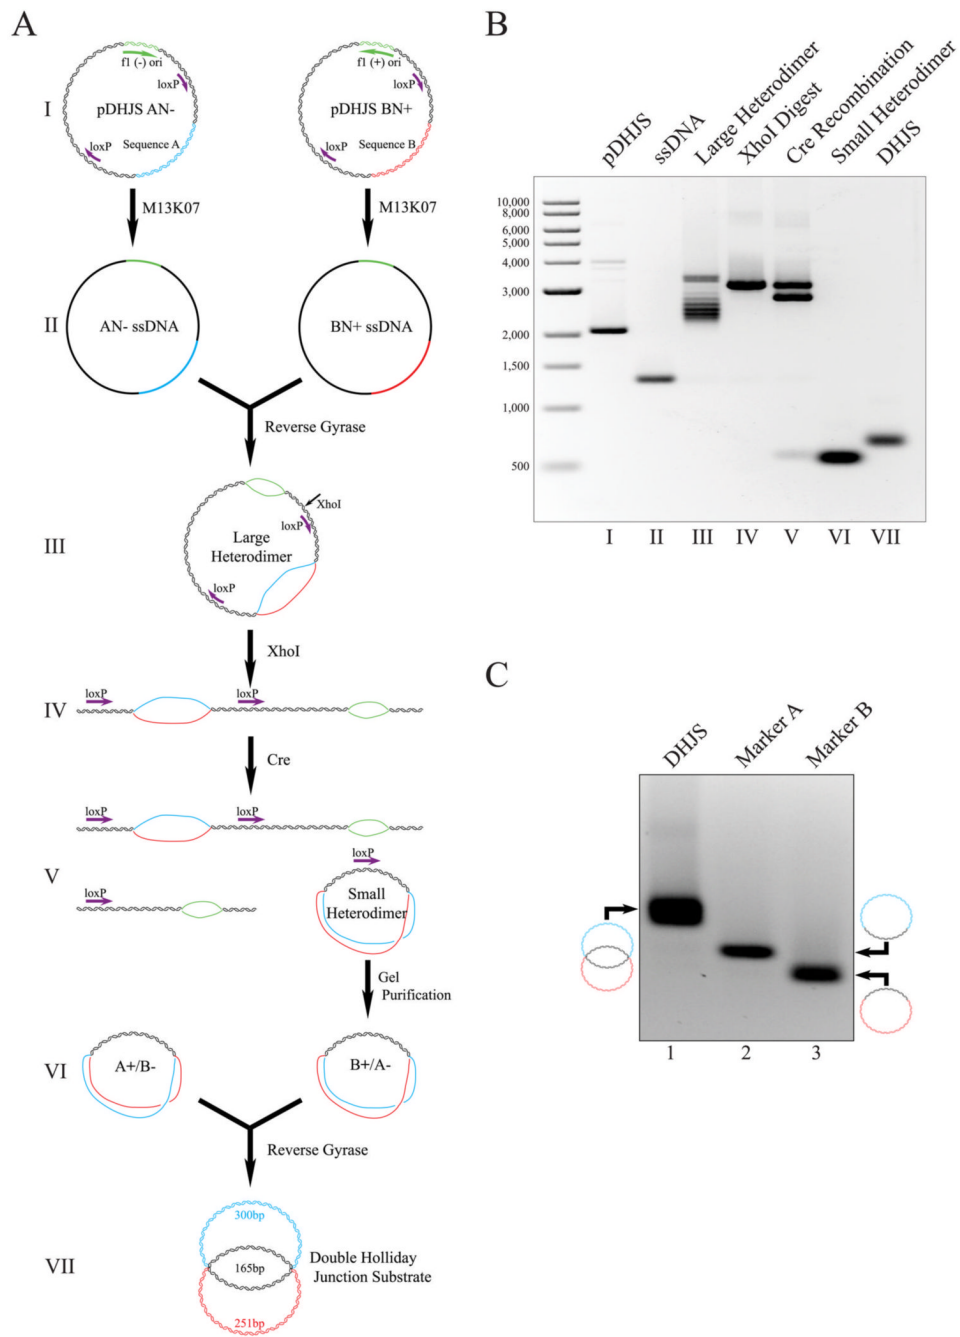 A
I
f1 (-) ori
loxP
pDHJS AN-
loxP
Sequence A
f1 (+) ori
loxP
pDHJS BN+
loxP
Sequence B
M13K07
M13K07
II
AN- ssDNA
BN+ ssDNA
Reverse Gyrase
III
XhoI
loxP
Large
Heterodimer
loxP
XhoI
IV
loxP
loxP
Cre
V
loxP
loxP
loxP
loxP
Small
Heterodimer
Gel
Purification
VI
A+/B-
B+/A-
Reverse Gyrase
VII
300bp
165bp
251bp
Double Holliday
Junction Substrate
B
pDHJS
ssDNA
Large Heterodimer
XhoI Digest
Cre Recombination
Small Heterodimer
DHJS
10,000
8,000
6,000
5,000
4,000
3,000
2,000
1,500
1,000
500
I II III IV V VI VII
C
DHJS
Marker A
Marker B
1 2 3